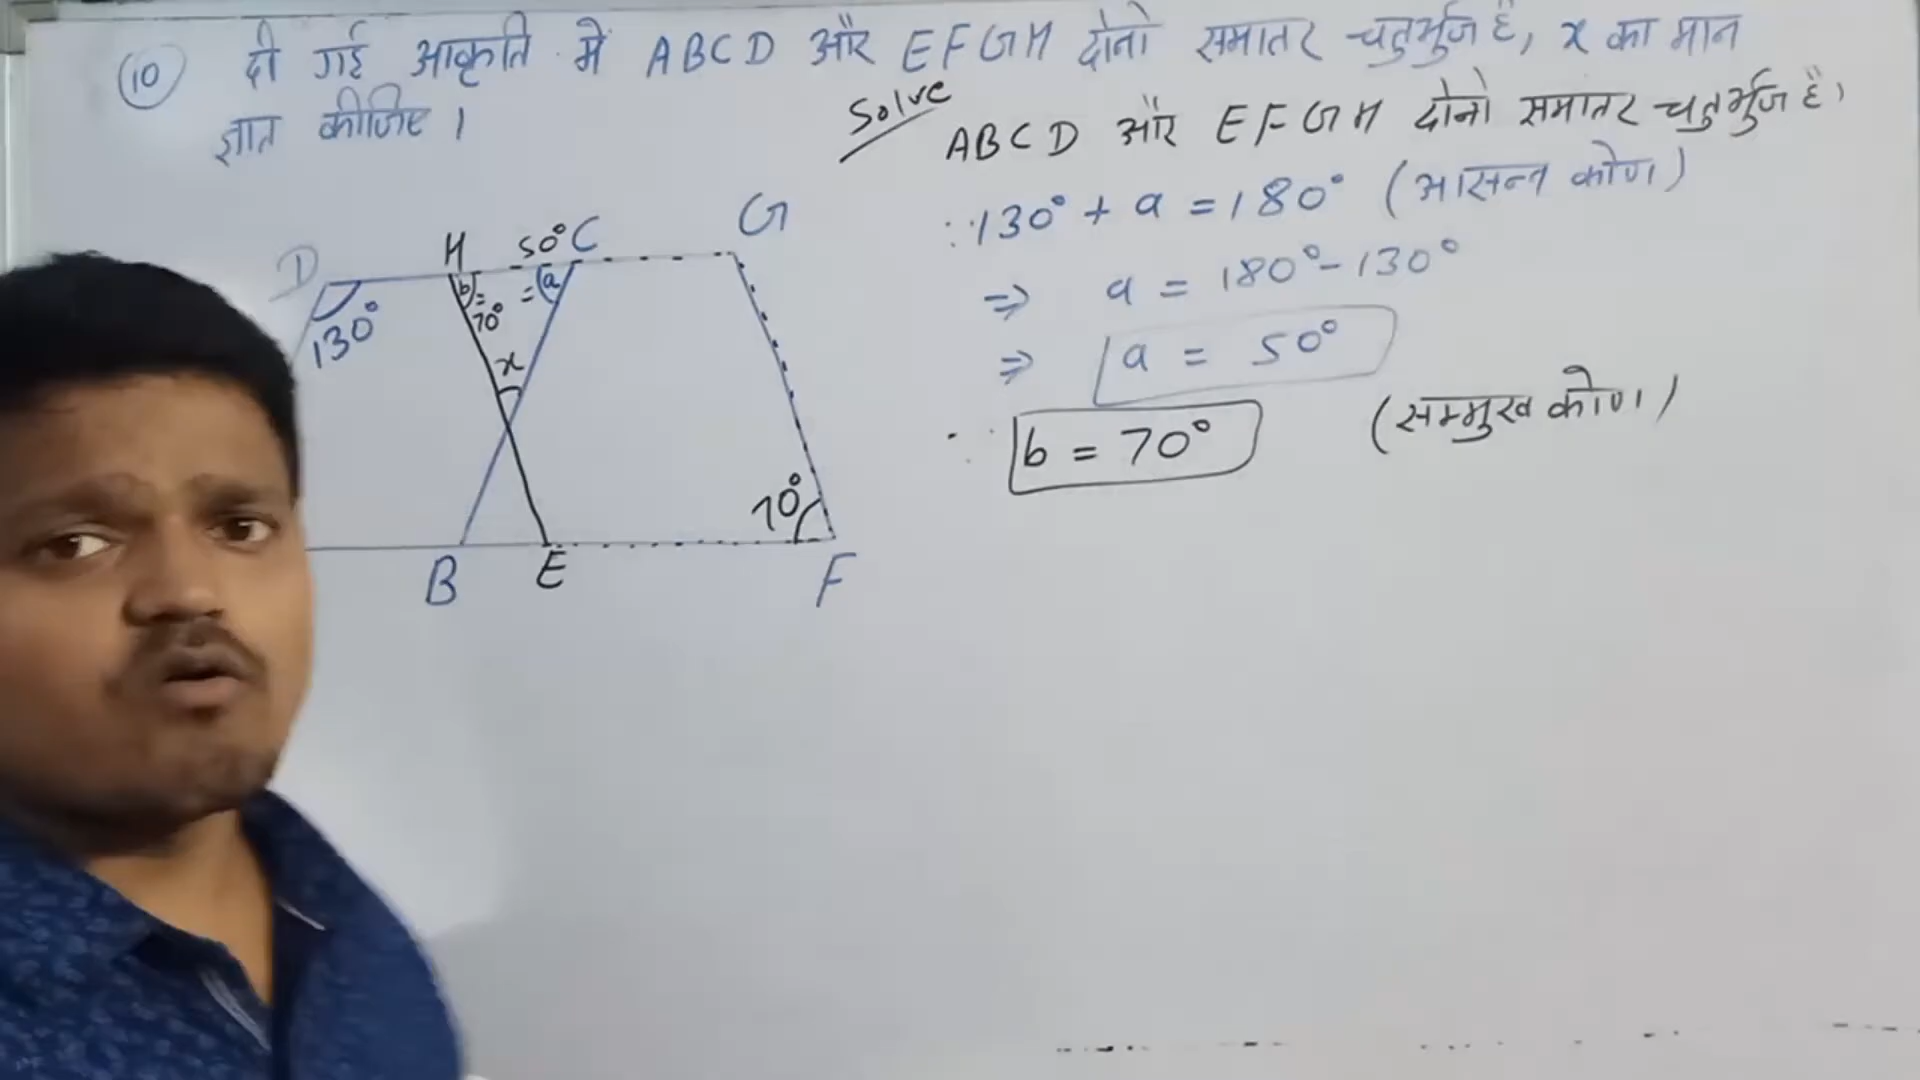 (10) दी गई आकृति में ABCD और EFGH दोनो समातर चतुर्भुज है, x का मान
ज्ञात कीजिए।
Solve
ABCD और EFGH दोनो समातर चतुर्भुज है।
∵ 130° + a = 180° (आसन्न कोण)
⇒ a = 180° - 130°
⇒ a = 50°
∵ b = 70° (सम्मुख कोण)
D H 50° C G
130° b = 70° = a
x
70°
B E F